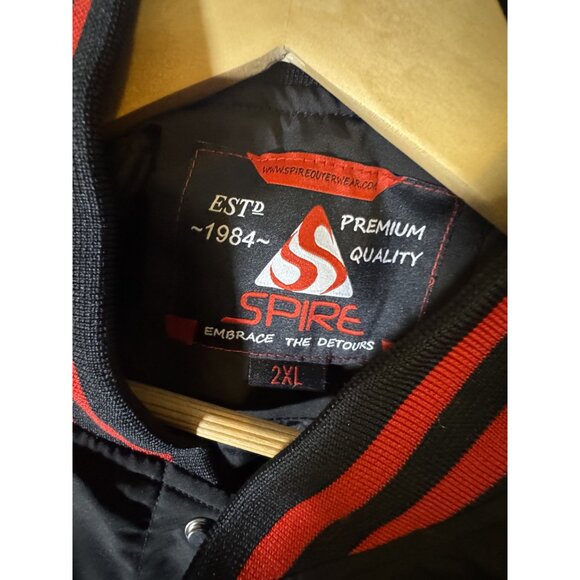 WWW.SPIREOUTERWEAR.COM
ESTD
~1984~
PREMIUM
QUALITY
SPIRE
EMBRACE THE DETOURS
2XL